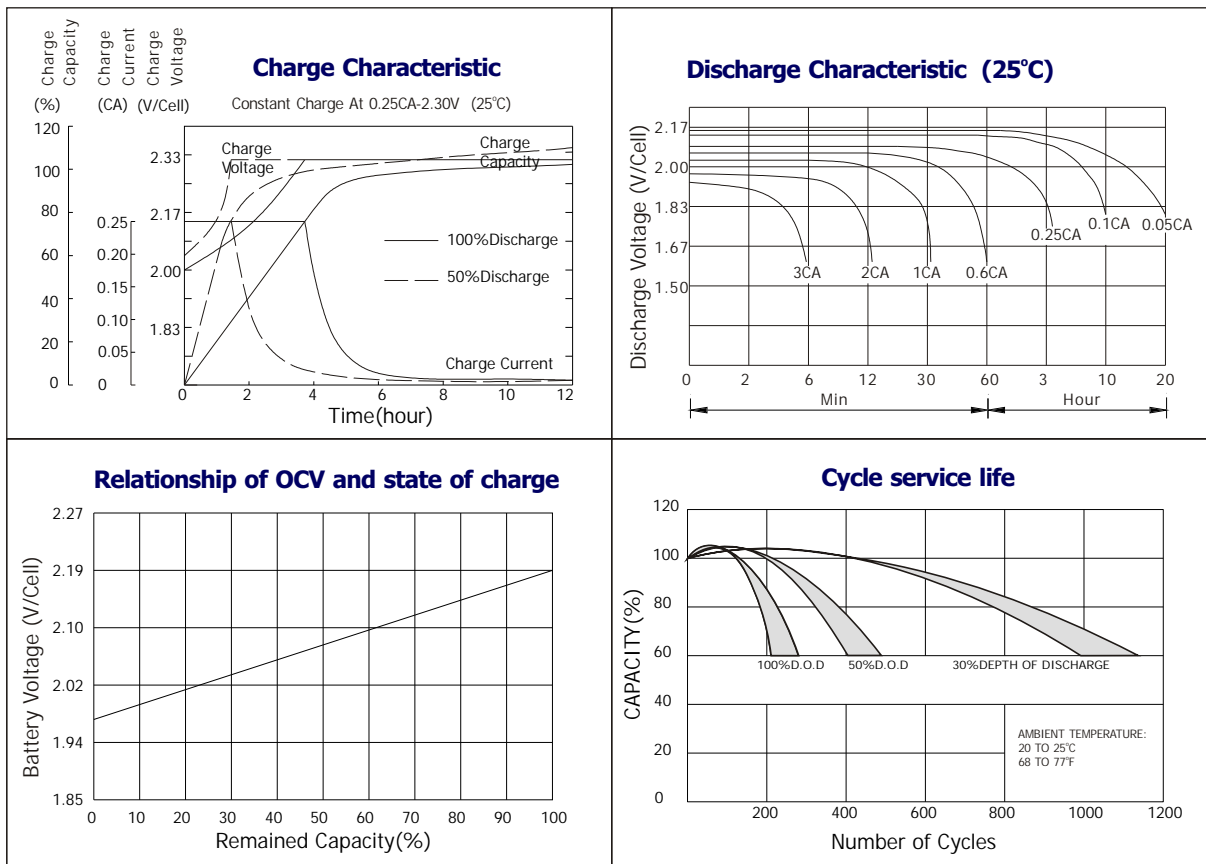 Charge Capacity
Charge Current
Charge Voltage
Charge Characteristic
(%) (CA) (V/Cell)
Constant Charge At 0.25CA-2.30V (25°C)
120
100
80
60
40
20
0
0.25
0.20
0.15
0.10
0.05
0
2.33
2.17
2.00
1.83
Charge Voltage
Charge Capacity
100%Discharge
50%Discharge
Charge Current
0 2 4 6 8 10 12
Time(hour)
Discharge Characteristic (25°C)
Discharge Voltage (V/Cell)
2.17
2.00
1.83
1.67
1.50
3CA
2CA
1CA
0.6CA
0.25CA
0.1CA
0.05CA
0 2 6 12 30 60 3 10 20
Min
Hour
Relationship of OCV and state of charge
Battery Voltage (V/Cell)
2.27
2.19
2.10
2.02
1.94
1.85
0 10 20 30 40 50 60 70 80 90 100
Remained Capacity(%)
Cycle service life
CAPACITY(%)
120
100
80
60
40
20
0
100%D.O.D
50%D.O.D
30%DEPTH OF DISCHARGE
AMBIENT TEMPERATURE:
20 TO 25°C
68 TO 77°F
200 400 600 800 1000 1200
Number of Cycles